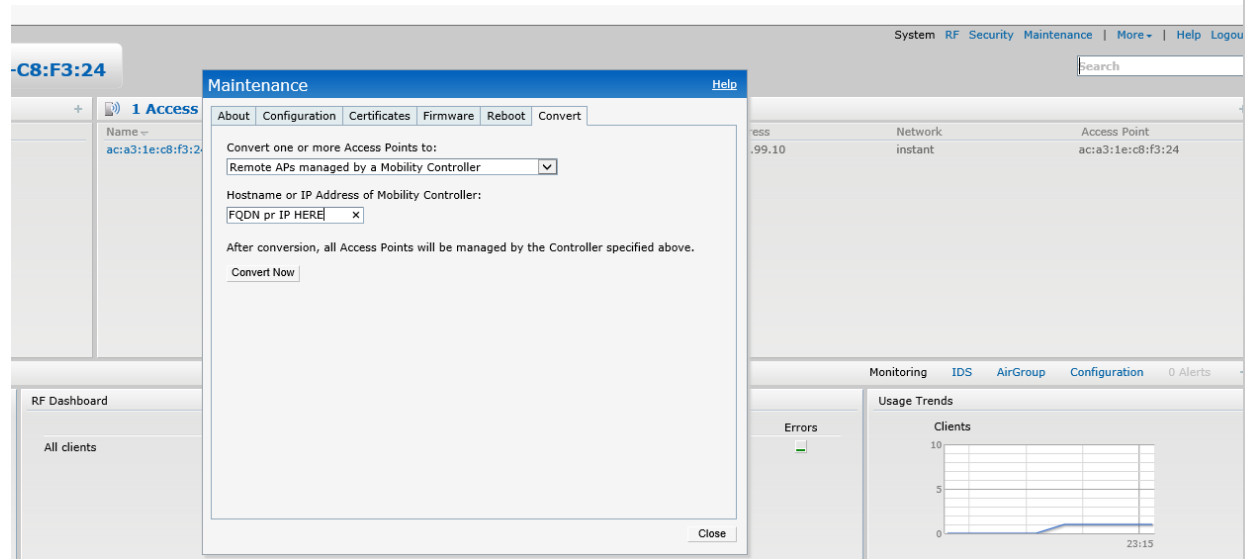 System RF Security Maintenance | More | Help Logou
-C8:F3:24
Search
Maintenance Help
+ 1 Access
About Configuration Certificates Firmware Reboot Convert
Name ress Network Access Point
ac:a3:1e:c8:f3:24 .99.10 instant ac:a3:1e:c8:f3:24
Convert one or more Access Points to:
Remote APs managed by a Mobility Controller
Hostname or IP Address of Mobility Controller:
FQDN pr IP HERE ×
After conversion, all Access Points will be managed by the Controller specified above.
Convert Now
Monitoring IDS AirGroup Configuration 0 Alerts
RF Dashboard Usage Trends
Errors Clients
All clients
10
5
0
23:15
Close